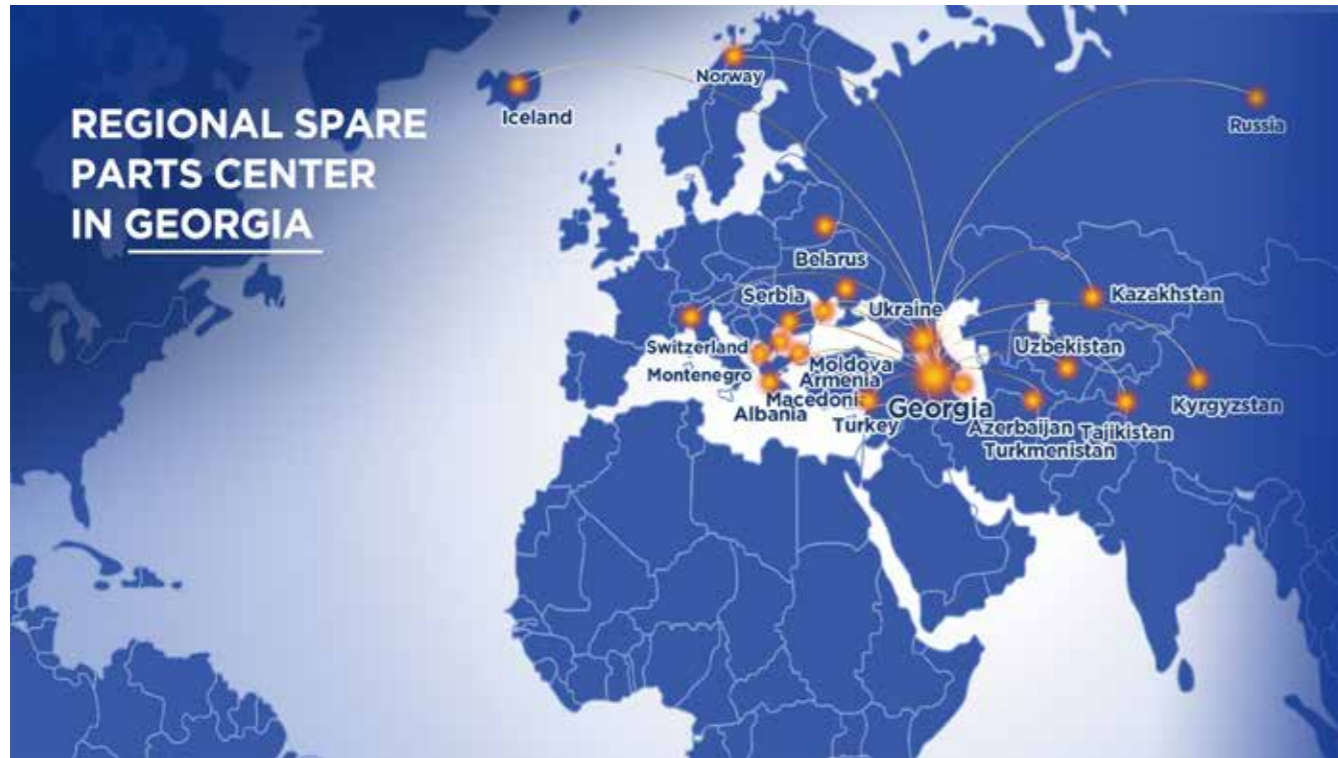 REGIONAL SPARE
PARTS CENTER
IN GEORGIA
Iceland
Norway
Russia
Belarus
Serbia
Ukraine
Kazakhstan
Switzerland
Uzbekistan
Moldova
Montenegro
Armenia
Macedonia
Albania
Turkey
Georgia
Azerbaijan
Turkmenistan
Tajikistan
Kyrgyzstan